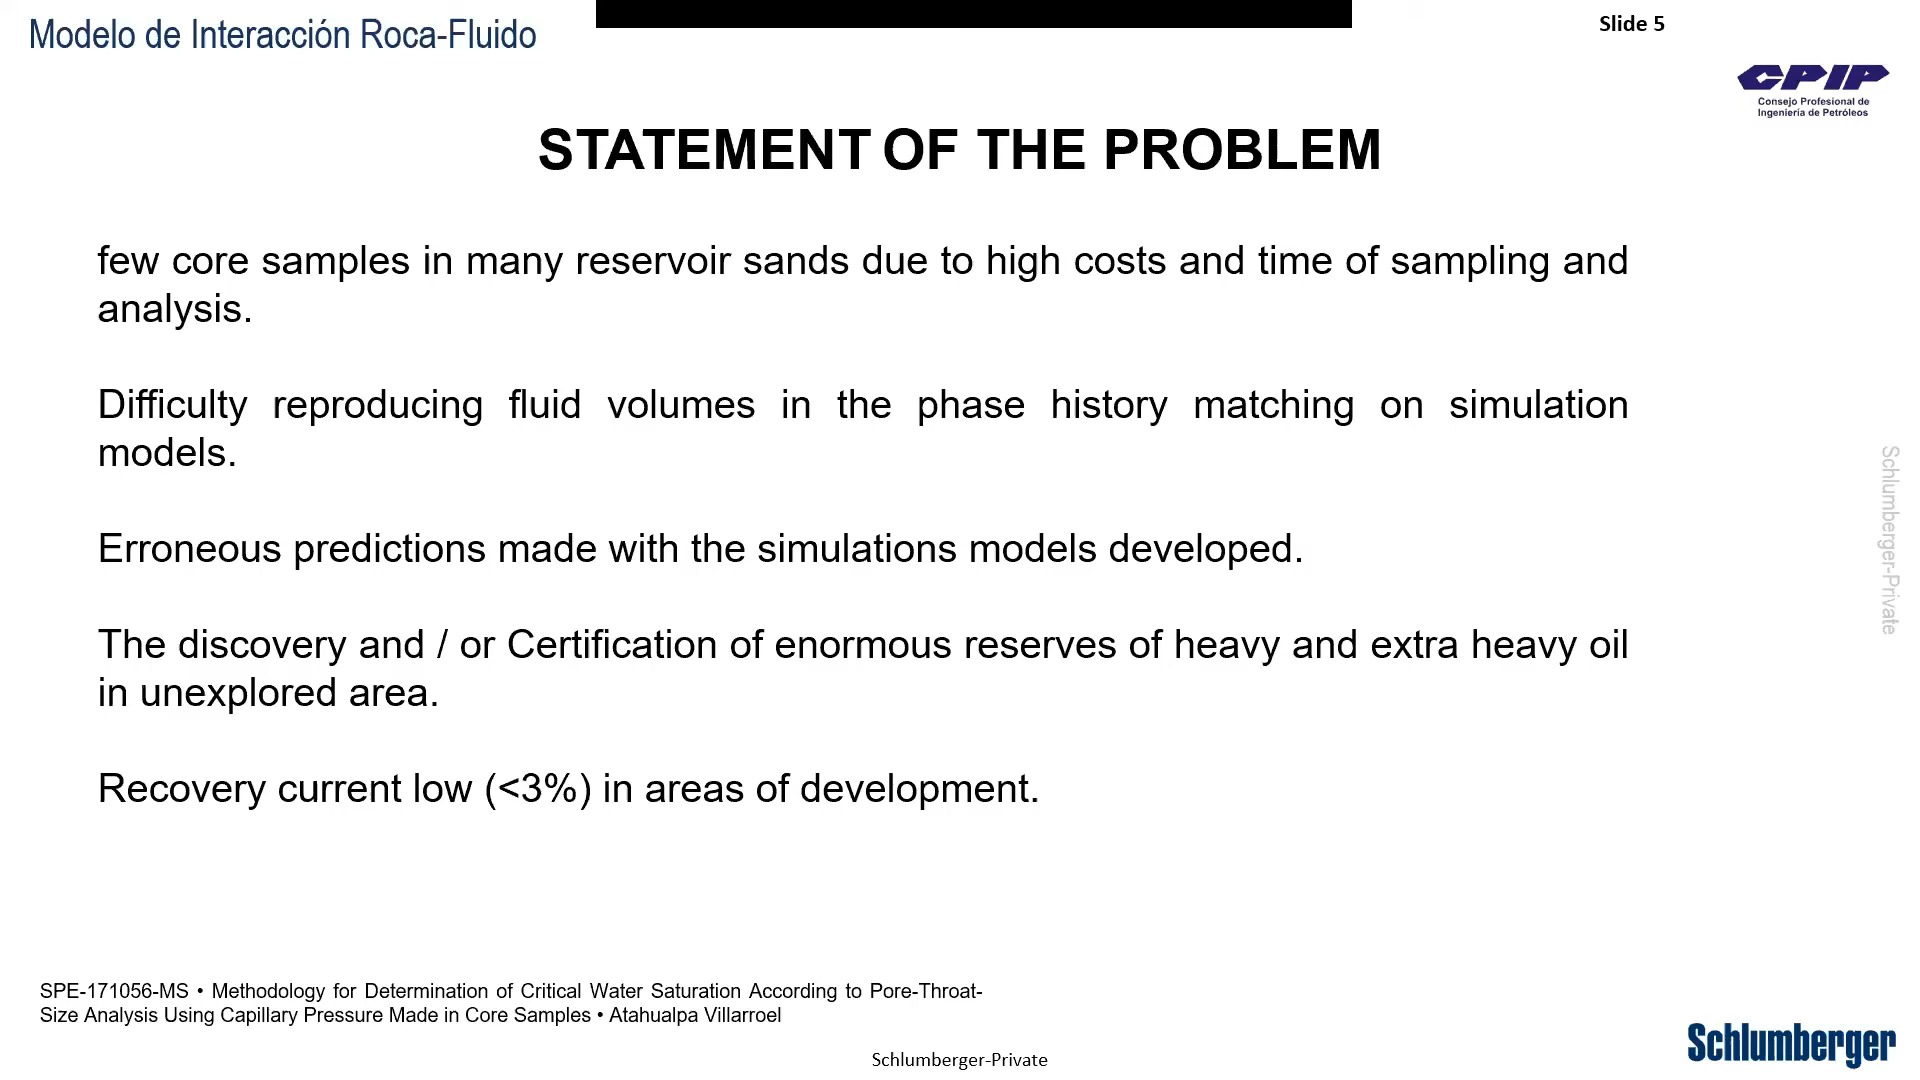 Modelo de Interacción Roca-Fluido
Slide 5
CPIP
Consejo Profesional de
Ingeniería de Petróleos
STATEMENT OF THE PROBLEM
few core samples in many reservoir sands due to high costs and time of sampling and
analysis.
Difficulty reproducing fluid volumes in the phase history matching on simulation
models.
Erroneous predictions made with the simulations models developed.
The discovery and / or Certification of enormous reserves of heavy and extra heavy oil
in unexplored area.
Recovery current low (<3%) in areas of development.
Schlumberger-Private
SPE-171056-MS • Methodology for Determination of Critical Water Saturation According to Pore-Throat-
Size Analysis Using Capillary Pressure Made in Core Samples • Atahualpa Villarroel
Schlumberger
Schlumberger-Private